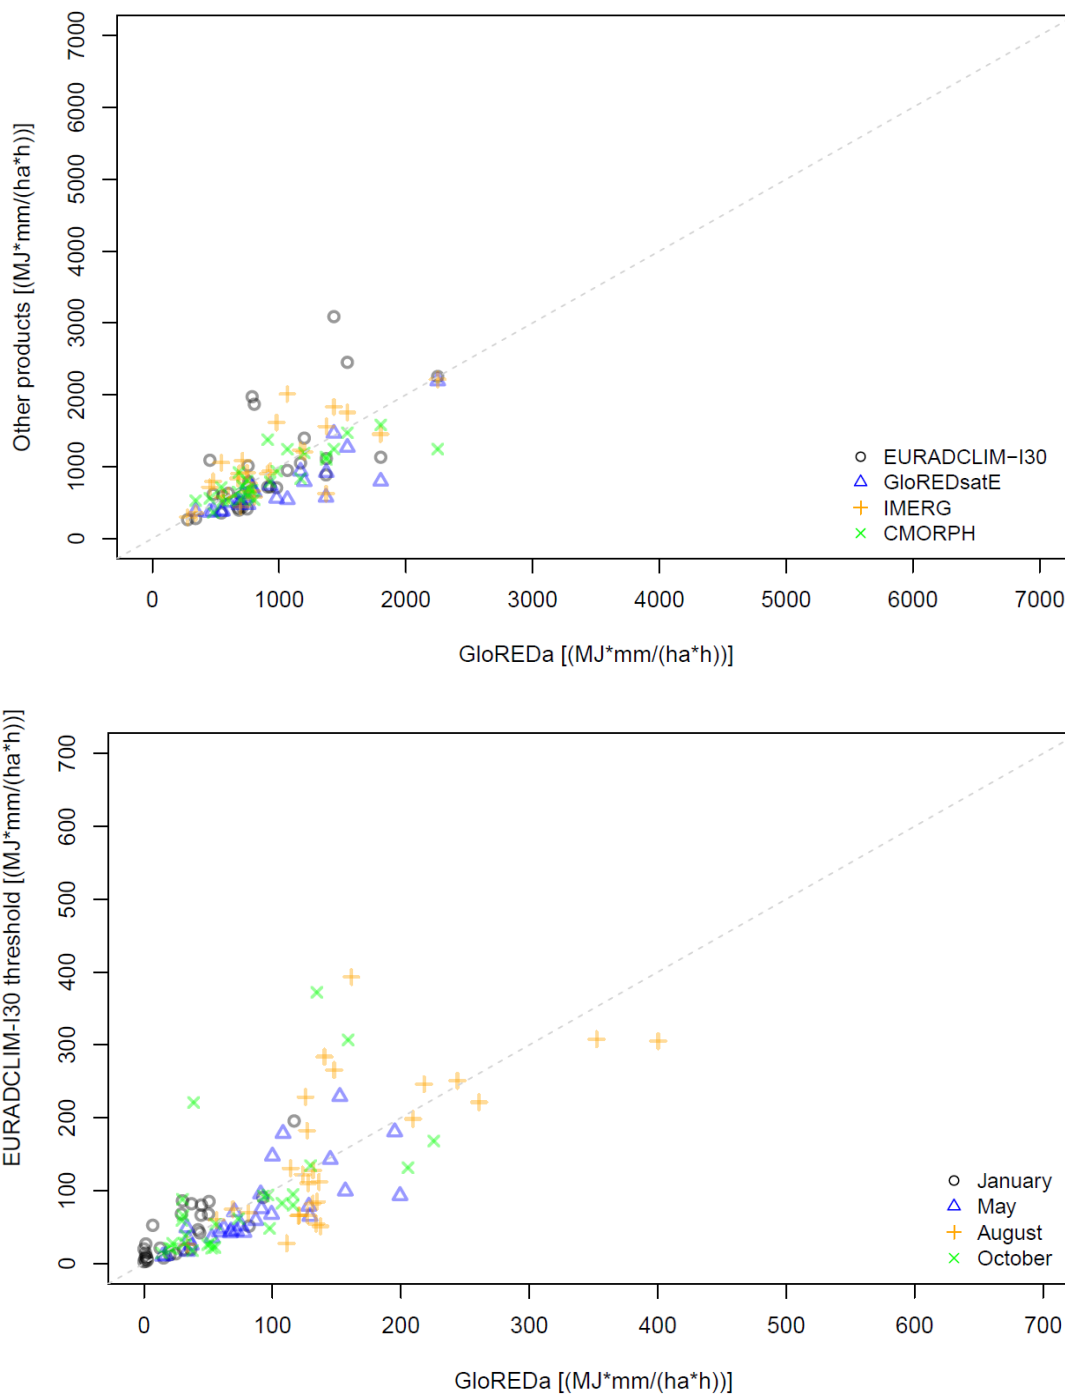 Other products [(MJ*mm/(ha*h))]
7000
6000
5000
4000
3000
2000
1000
0
EURADCLIM−I30
GloREDsatE
IMERG
CMORPH
0 1000 2000 3000 4000 5000 6000 7000
GloREDa [(MJ*mm/(ha*h))]
EURADCLIM-I30 threshold [(MJ*mm/(ha*h))]
700
600
500
400
300
200
100
0
January
May
August
October
0 100 200 300 400 500 600 700
GloREDa [(MJ*mm/(ha*h))]